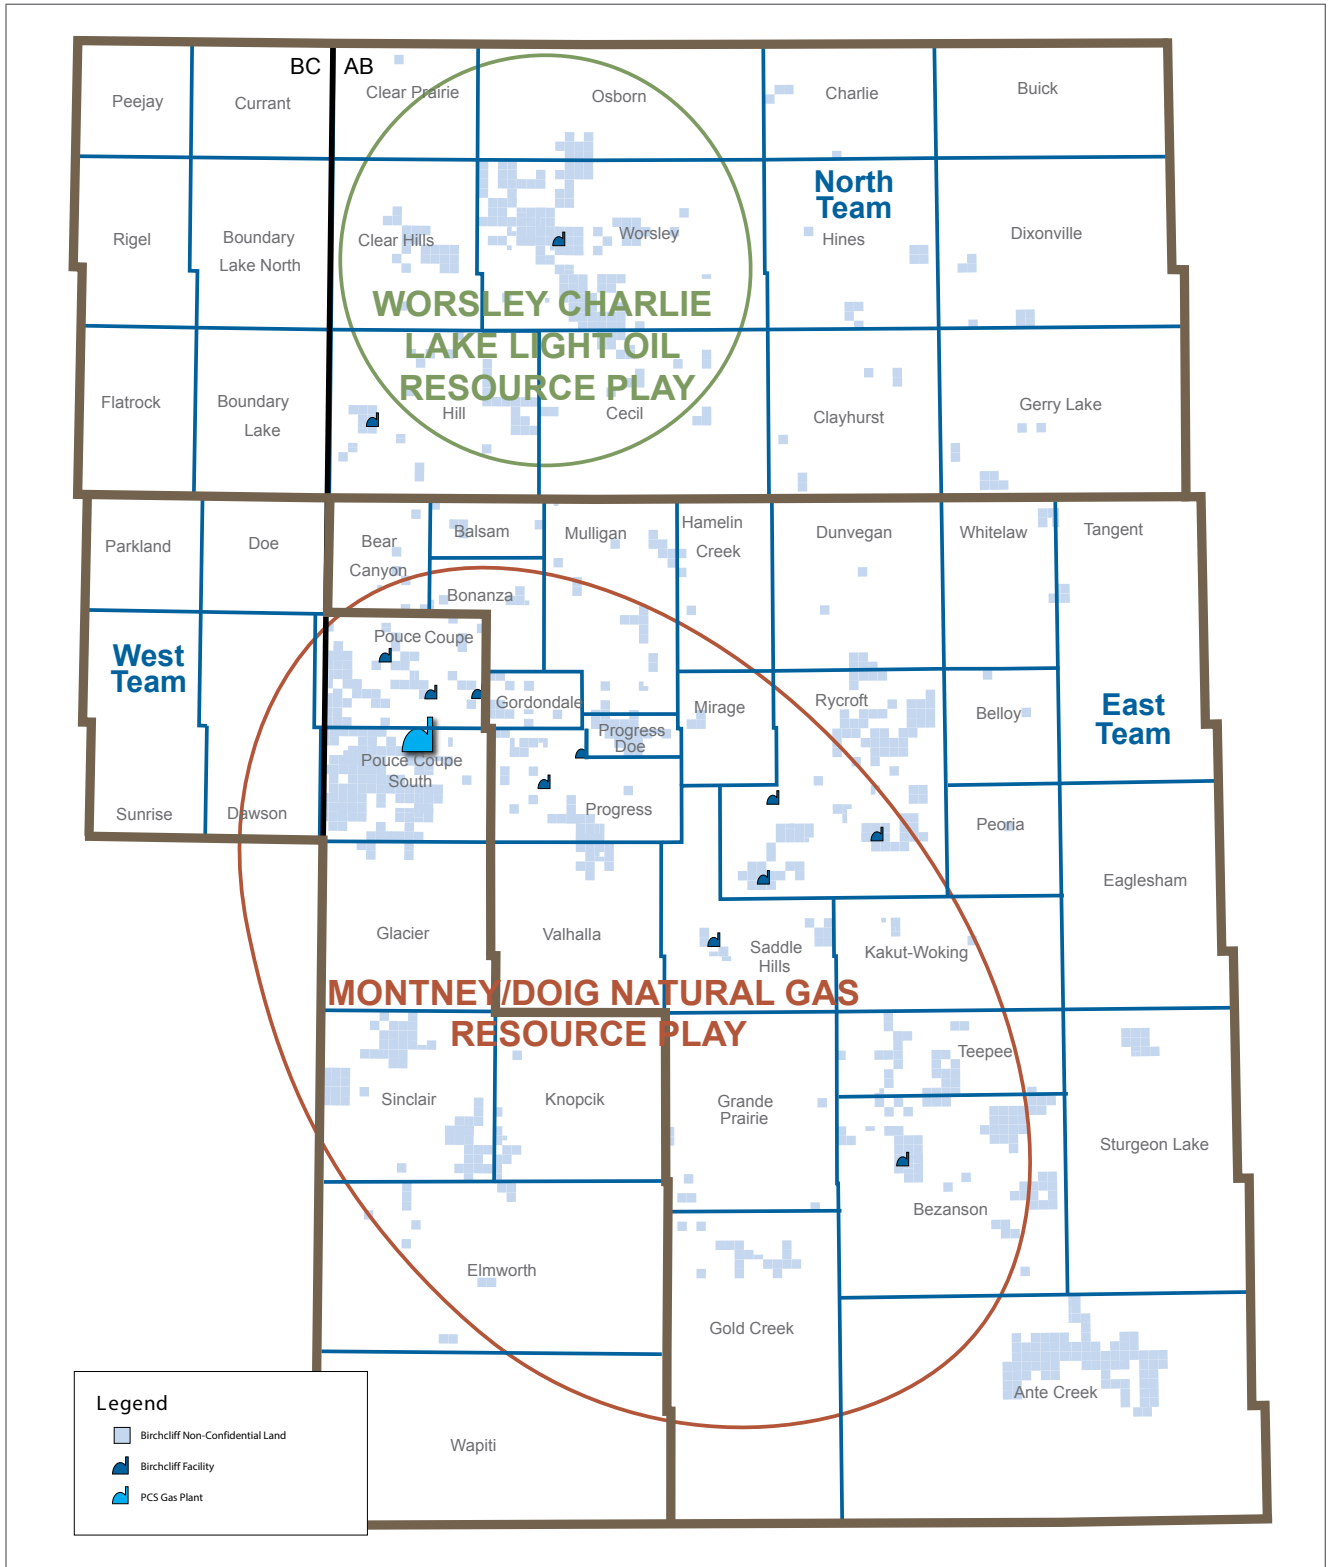 BC
AB
Peejay
Currant
Clear Prairie
Osborn
Charlie
Buick
North
Team
Rigel
Boundary
Lake North
Clear Hills
Worsley
Hines
Dixonville
WORSLEY CHARLIE
LAKE LIGHT OIL
RESOURCE PLAY
Flatrock
Boundary
Lake
Hill
Cecil
Clayhurst
Gerry Lake
Parkland
Doe
Bear
Canyon
Balsam
Mulligan
Hamelin
Creek
Dunvegan
Whitelaw
Tangent
Bonanza
West
Team
Pouce Coupe
Gordondale
Mirage
Rycroft
Belloy
East
Team
Progress
Doe
Pouce Coupe
South
Sunrise
Dawson
Progress
Peoria
Eaglesham
Glacier
Valhalla
Saddle
Hills
Kakut-Woking
MONTNEY/DOIG NATURAL GAS
RESOURCE PLAY
Teepee
Sinclair
Knopcik
Grande
Prairie
Sturgeon Lake
Bezanson
Elmworth
Gold Creek
Ante Creek
Wapiti
Legend
Birchcliff Non-Confidential Land
Birchcliff Facility
PCS Gas Plant